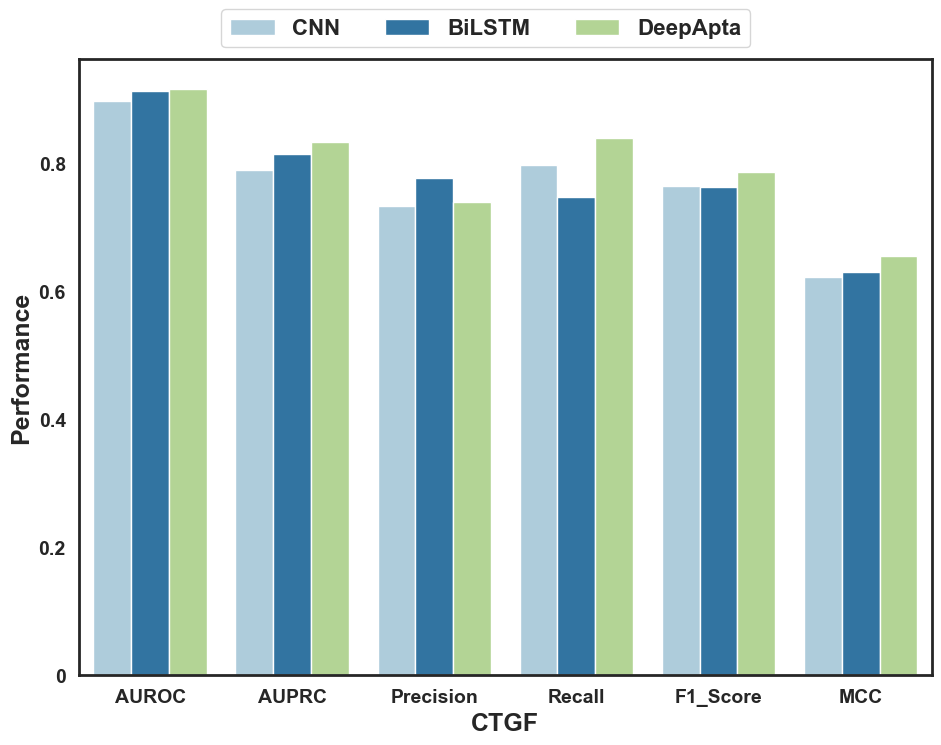 CNN BiLSTM DeepApta
Performance
0.8
0.6
0.4
0.2
0
AUROC AUPRC Precision Recall F1_Score MCC
CTGF